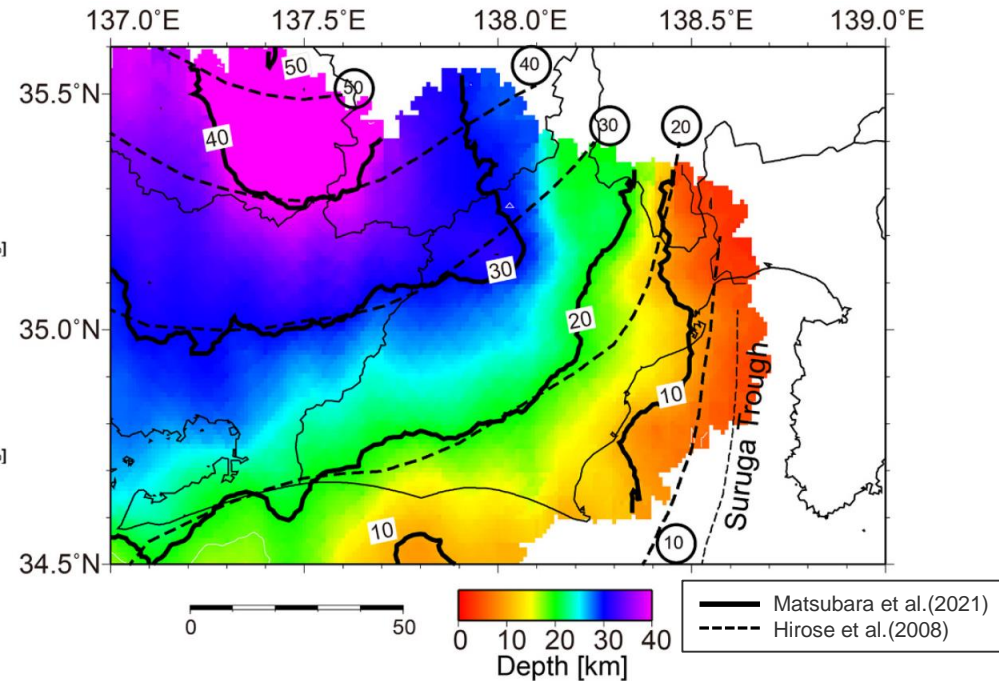 137.0°E 137.5° 138.0° 138.5° 139.0°E
35.5°N
35.0°N
34.5°N
50
50
40
40
30
20
30
20
10
10
10
Suruga Trough
0 50
0 10 20 30 40
Depth [km]
Matsubara et al.(2021)
Hirose et al.(2008)